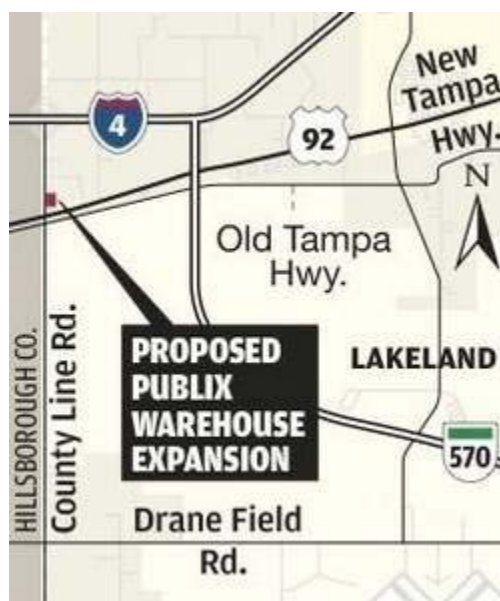 New
Tampa
Hwy.
4
92
N
Old Tampa
Hwy.
PROPOSED
PUBLIX
WAREHOUSE
EXPANSION
LAKELAND
570
HILLSBOROUGH CO.
County Line Rd.
Drane Field
Rd.